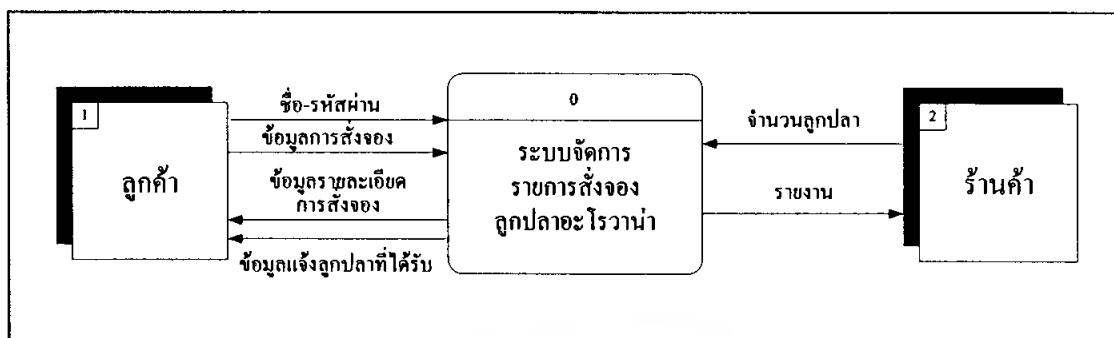 1
ลูกค้า
ชื่อ-รหัสผ่าน
ข้อมูลการสั่งจอง
ข้อมูลรายละเอียด
การสั่งจอง
ข้อมูลแจ้งลูกปลาที่ได้รับ
0
ระบบจัดการ
รายการสั่งจอง
ลูกปลาอะโรวาน่า
จำนวนลูกปลา
รายงาน
2
ร้านค้า